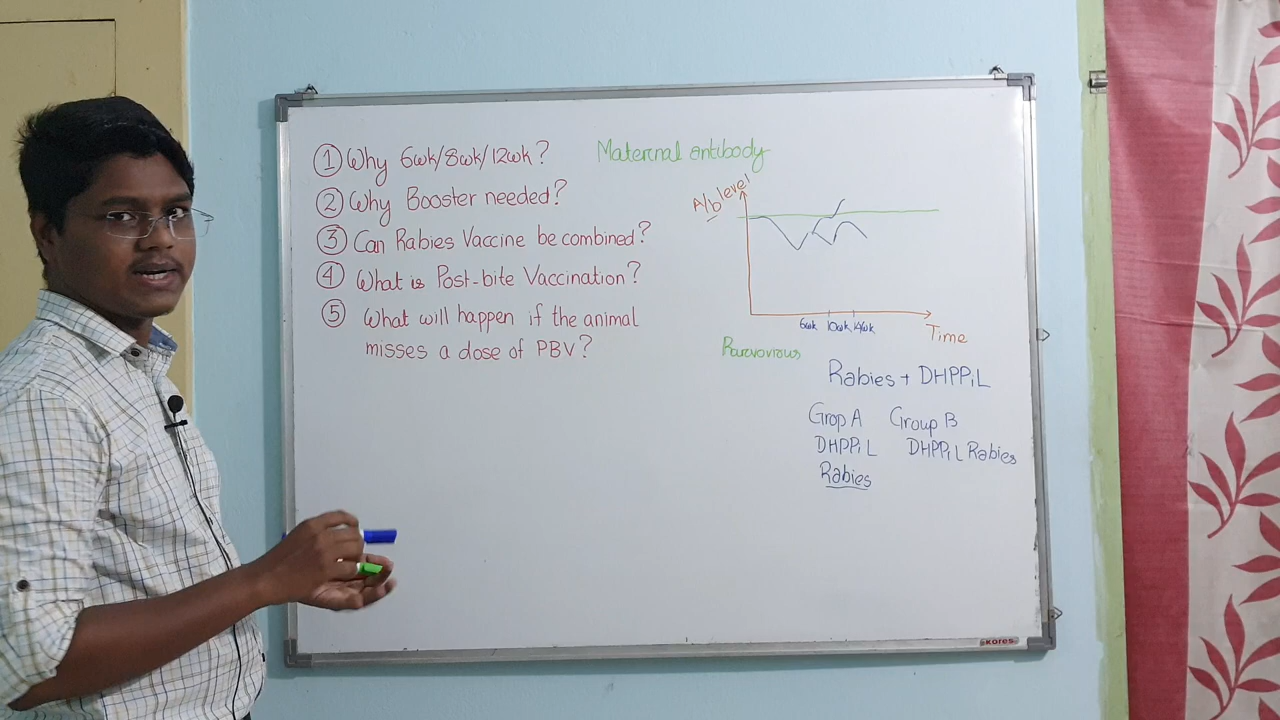 ① Why 6wk/8wk/12wk?
② Why Booster needed?
③ Can Rabies Vaccine be combined?
④ What is Post-bite Vaccination?
⑤ What will happen if the animal
misses a dose of PBV?
Maternal antibody
A/b level
6wk 10wk 14wk
Time
Rabies + DHPPiL
Grop A Group B
DHPPiL DHPPiL Rabies
Rabies
KORES